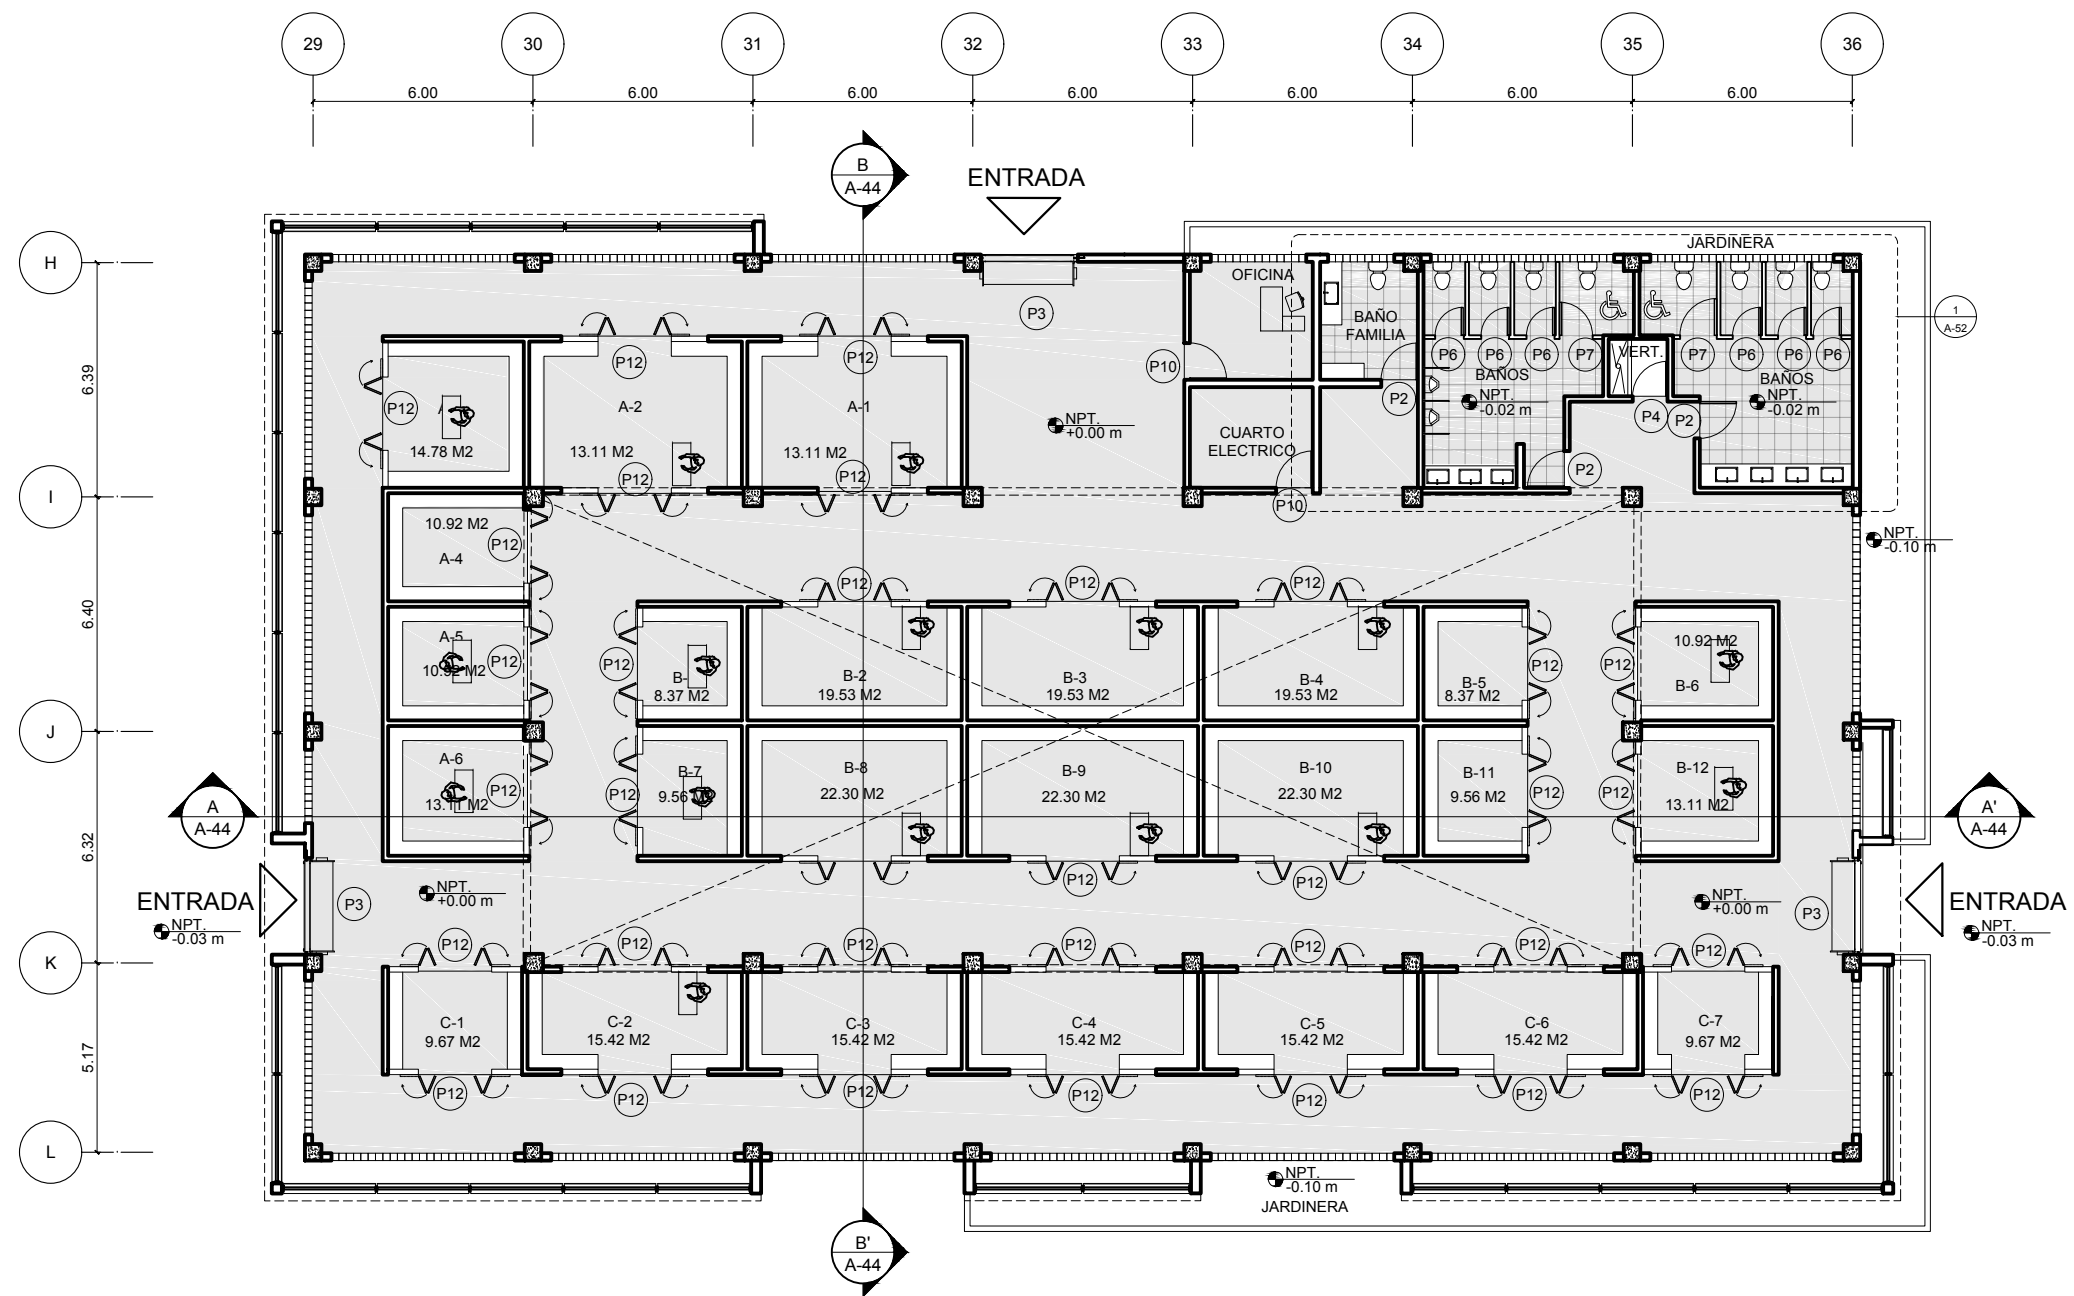 29 30 31 32 33 34 35 36
6.00 6.00 6.00 6.00 6.00 6.00 6.00
B
A-44
ENTRADA
H
JARDINERA
OFICINA
P3
BAÑO
FAMILIA
1
A-52
P12 P12
P10
P6 P6 P6 P7 VERT. P7 P6 P6 P6
BAÑOS
NPT.
-0.02 m
BAÑOS
NPT.
-0.02 m
6.39
P12
A-2
A-1
P2
P4 P2
14.78 M2
13.11 M2
13.11 M2
NPT.
+0.00 m
CUARTO
ELECTRICO
P12 P12
P2
I
P10
10.92 M2
P12
A-4
NPT.
-0.10 m
6.40
P12 P12 P12
A-5
10.92 M2
P12
P12
B-
8.37 M2
B-2
19.53 M2
B-3
19.53 M2
B-4
19.53 M2
B-5
8.37 M2
P12
P12
10.92 M2
B-6
J
A-6
13.11 M2
P12
P12
B-7
9.56 M2
B-8
22.30 M2
B-9
22.30 M2
B-10
22.30 M2
B-11
9.56 M2
P12
P12
B-12
13.11 M2
A
A-44
A'
A-44
6.32
P12 P12
ENTRADA
NPT.
-0.03 m
P3
NPT.
+0.00 m
NPT.
+0.00 m
P3
ENTRADA
NPT.
-0.03 m
P12 P12 P12 P12 P12 P12 P12
K
C-1
9.67 M2
C-2
15.42 M2
C-3
15.42 M2
C-4
15.42 M2
C-5
15.42 M2
C-6
15.42 M2
C-7
9.67 M2
5.17
P12 P12 P12 P12 P12 P12 P12
L
NPT.
-0.10 m
JARDINERA
B'
A-44